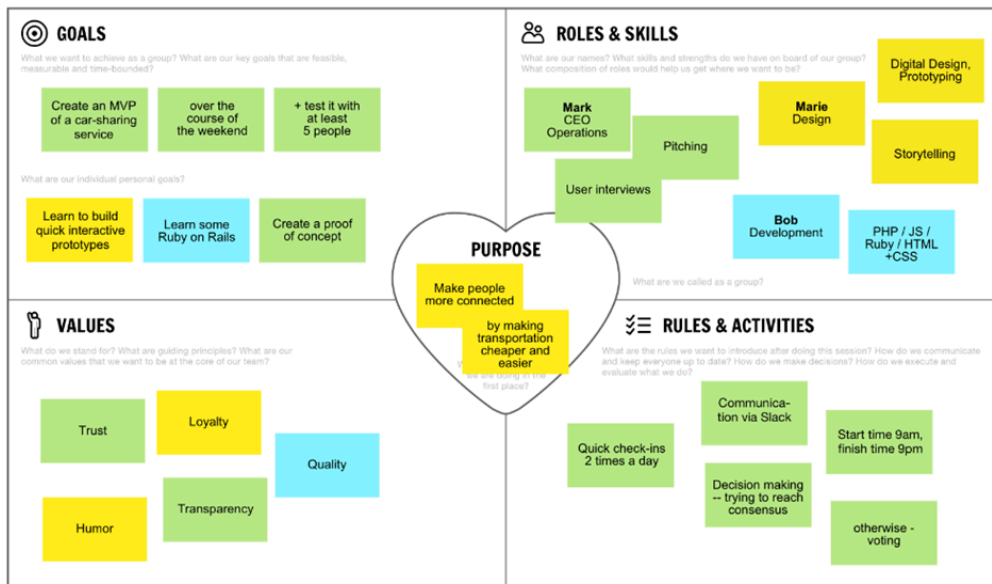 GOALS
What we want to achieve as a group? What are our key goals that are feasible,
measurable and time-bounded?
Create an MVP
of a car-sharing
service
over the
course of
the weekend
+ test it with
at least
5 people
What are our individual personal goals?
Learn to build
quick interactive
prototypes
Learn some
Ruby on Rails
Create a proof
of concept
ROLES & SKILLS
What are our names? What skills and strengths do we have on board of our group?
What composition of roles would help us get where we want to be?
Mark
CEO
Operations
Pitching
User interviews
Marie
Design
Digital Design,
Prototyping
Storytelling
Bob
Development
PHP / JS /
Ruby / HTML
+CSS
What are we called as a group?
PURPOSE
Make people
more connected
by making
transportation
cheaper and
easier
we are doing in the
first place?
VALUES
What do we stand for? What are guiding principles? What are our
common values that we want to be at the core of our team?
Trust
Loyalty
Quality
Humor
Transparency
RULES & ACTIVITIES
What are the rules we want to introduce after doing this session? How do we communicate
and keep everyone up to date? How do we make decisions? How do we execute and
evaluate what we do?
Quick check-ins
2 times a day
Communica-
tion via Slack
Start time 9am,
finish time 9pm
Decision making
-- trying to reach
consensus
otherwise -
voting